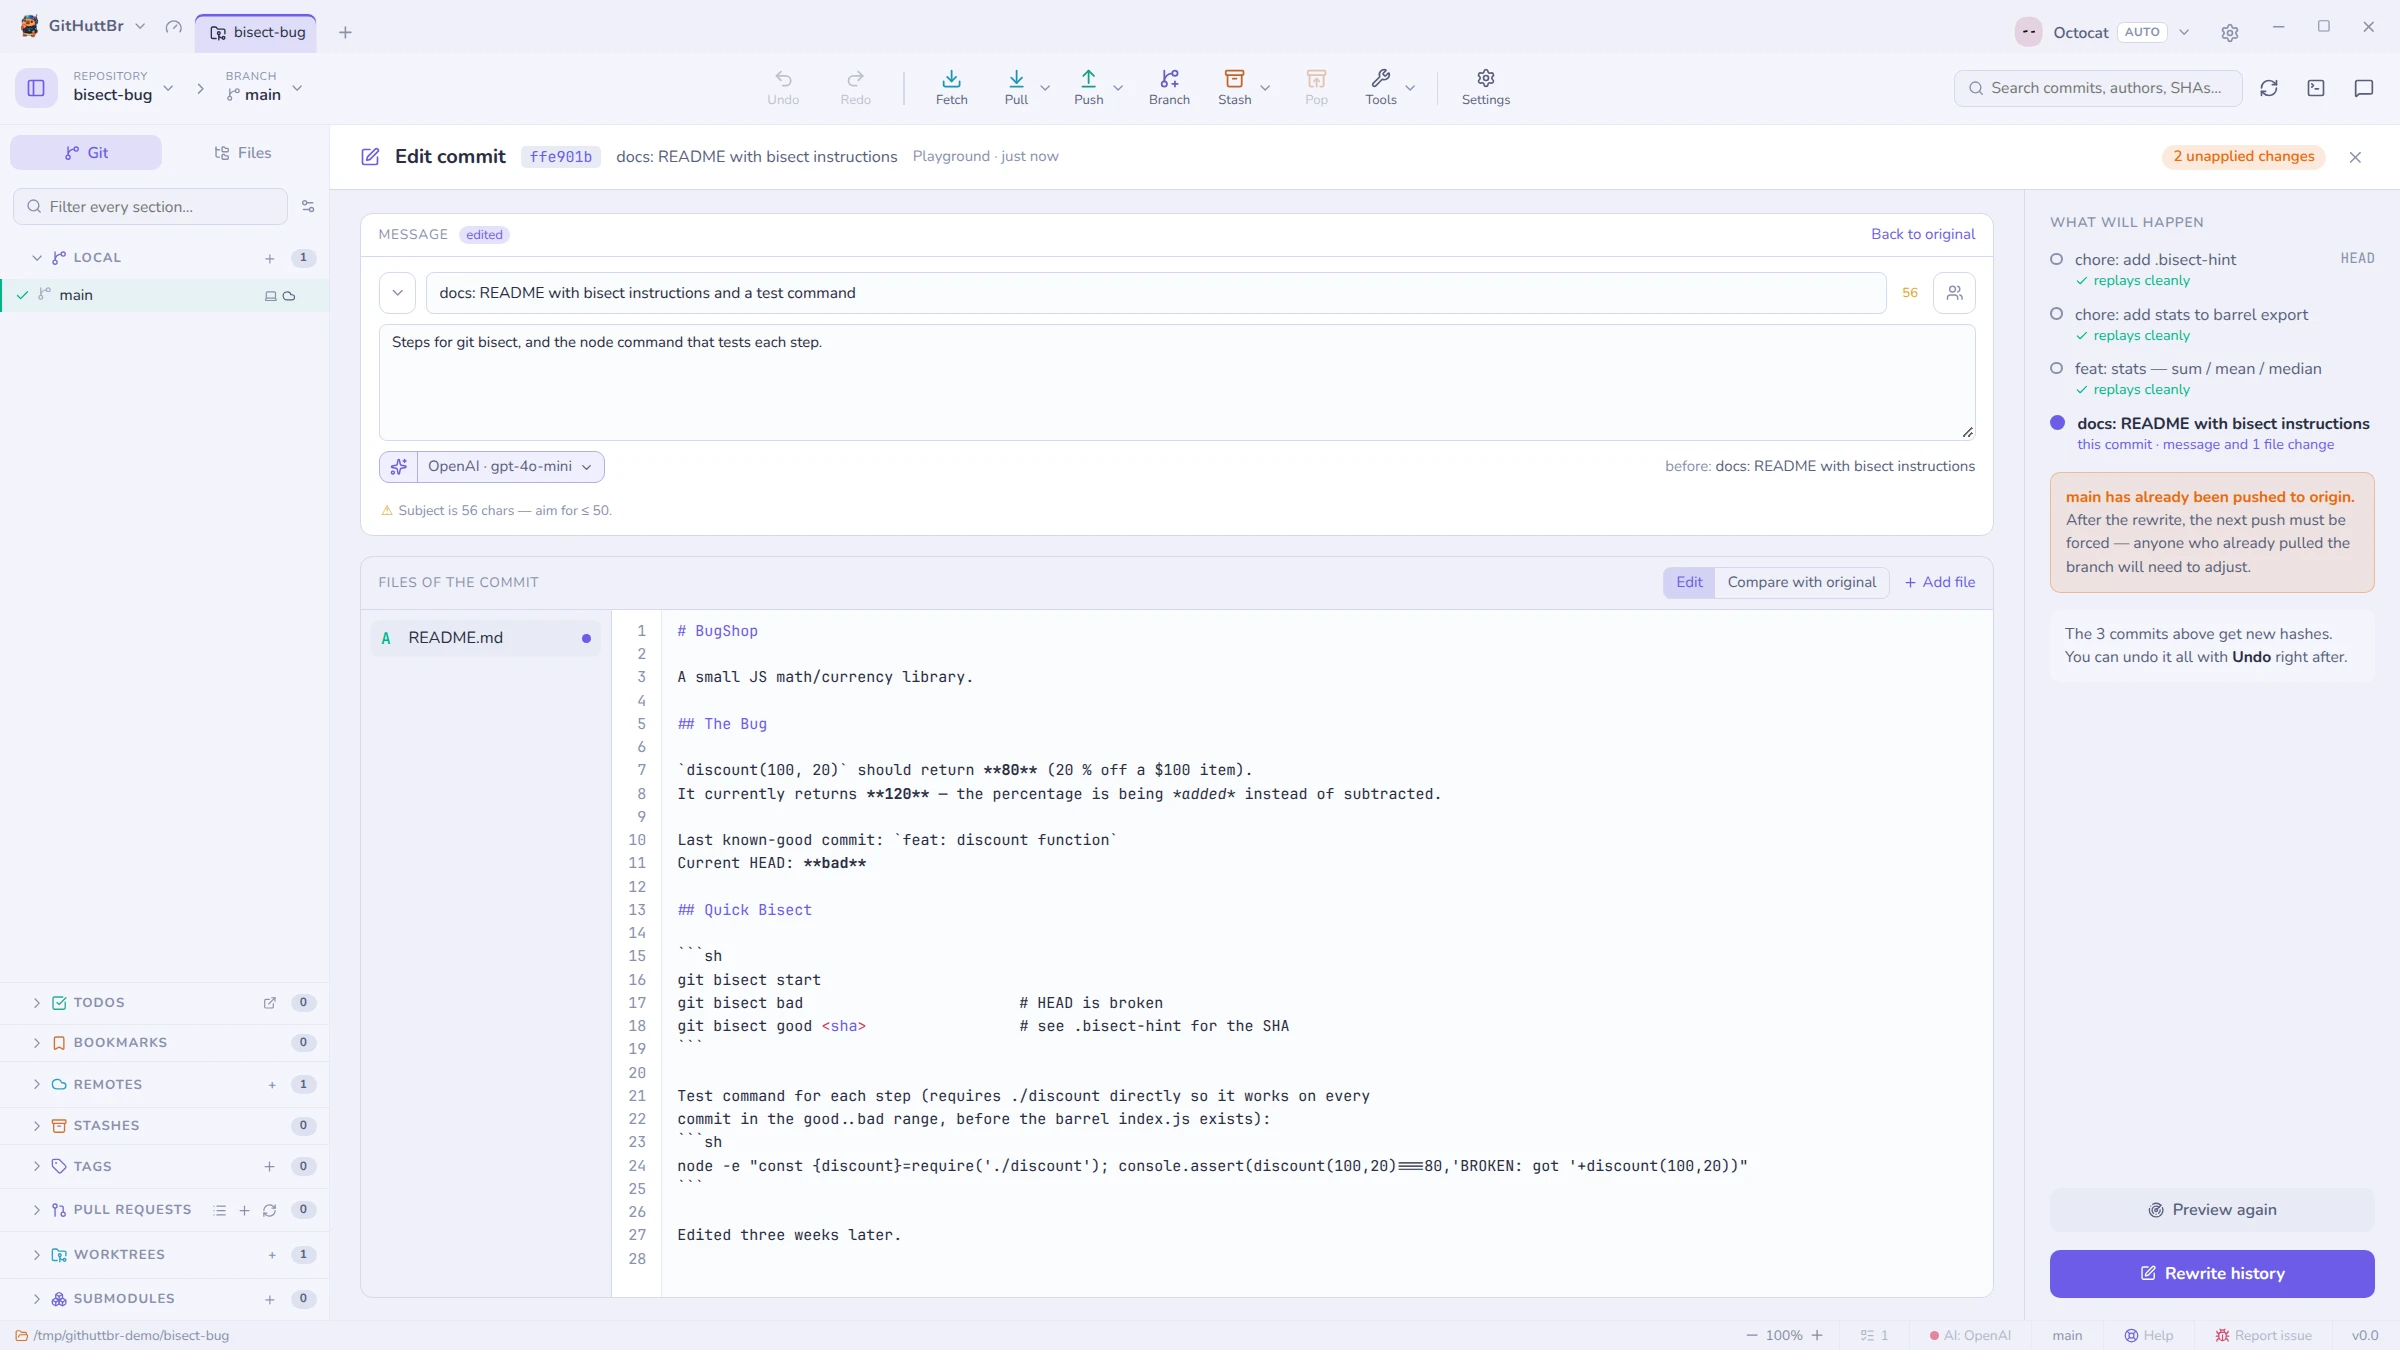 GitHuttBr
bisect-bug
Octocat
AUTO
REPOSITORY
bisect-bug
BRANCH
main
Undo
Redo
Fetch
Pull
Push
Branch
Stash
Pop
Tools
Settings
Search commits, authors, SHAs...
Git
Files
Filter every section...
LOCAL
1
main
TODOS
0
BOOKMARKS
0
REMOTES
1
STASHES
0
TAGS
0
PULL REQUESTS
0
WORKTREES
1
SUBMODULES
0
Edit commit
ffe901b
docs: README with bisect instructions
Playground · just now
2 unapplied changes
MESSAGE
edited
Back to original
docs: README with bisect instructions and a test command
56
Steps for git bisect, and the node command that tests each step.
OpenAI · gpt-4o-mini
before: docs: README with bisect instructions
⚠ Subject is 56 chars — aim for ≤ 50.
FILES OF THE COMMIT
Edit
Compare with original
+ Add file
A README.md
1 # BugShop
2
3 A small JS math/currency library.
4
5 ## The Bug
6
7 `discount(100, 20)` should return **80** (20 % off a $100 item).
8 It currently returns **120** — the percentage is being *added* instead of subtracted.
9
10 Last known-good commit: `feat: discount function`
11 Current HEAD: **bad**
12
13 ## Quick Bisect
14
15 ```sh
16 git bisect start
17 git bisect bad # HEAD is broken
18 git bisect good <sha> # see .bisect-hint for the SHA
19 ```
20
21 Test command for each step (requires ./discount directly so it works on every
22 commit in the good..bad range, before the barrel index.js exists):
23 ```sh
24 node -e "const {discount}=require('./discount'); console.assert(discount(100,20)===80,'BROKEN: got '+discount(100,20))"
25 ```
26
27 Edited three weeks later.
28
WHAT WILL HAPPEN
chore: add .bisect-hint
HEAD
✓ replays cleanly
chore: add stats to barrel export
✓ replays cleanly
feat: stats — sum / mean / median
✓ replays cleanly
docs: README with bisect instructions
this commit · message and 1 file change
main has already been pushed to origin.
After the rewrite, the next push must be
forced — anyone who already pulled the
branch will need to adjust.
The 3 commits above get new hashes.
You can undo it all with Undo right after.
Preview again
Rewrite history
/tmp/githuttbr-demo/bisect-bug
100%
1
AI: OpenAI
main
Help
Report issue
v0.0